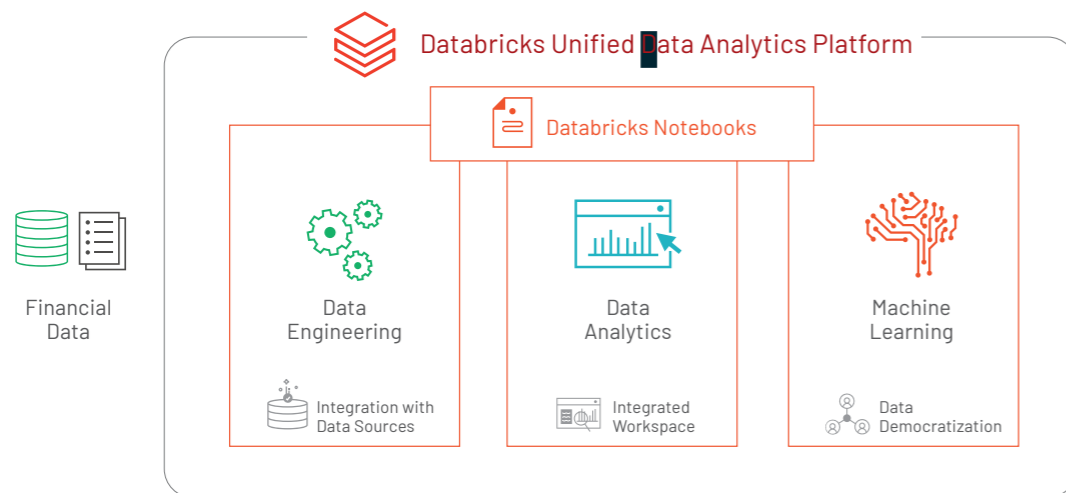 Databricks Unified Data Analytics Platform
Databricks Notebooks
Financial
Data
Data
Engineering
Data
Analytics
Machine
Learning
Integration with
Data Sources
Integrated
Workspace
Data
Democratization